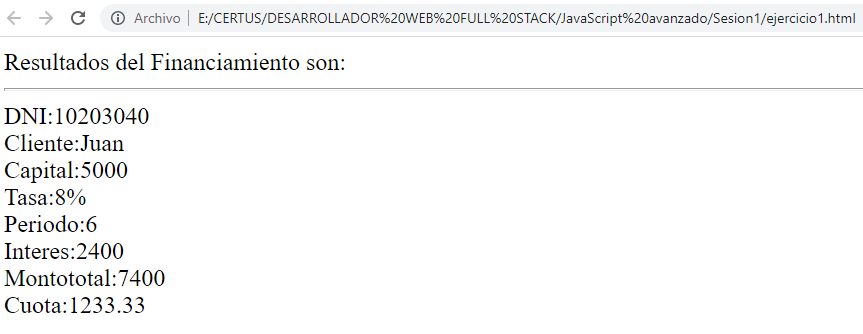 Archivo E:/CERTUS/DESARROLLADOR%20WEB%20FULL%20STACK/JavaScript%20avanzado/Sesion1/ejercicio1.html
Resultados del Financiamiento son:
DNI:10203040
Cliente:Juan
Capital:5000
Tasa:8%
Periodo:6
Interes:2400
Montototal:7400
Cuota:1233.33